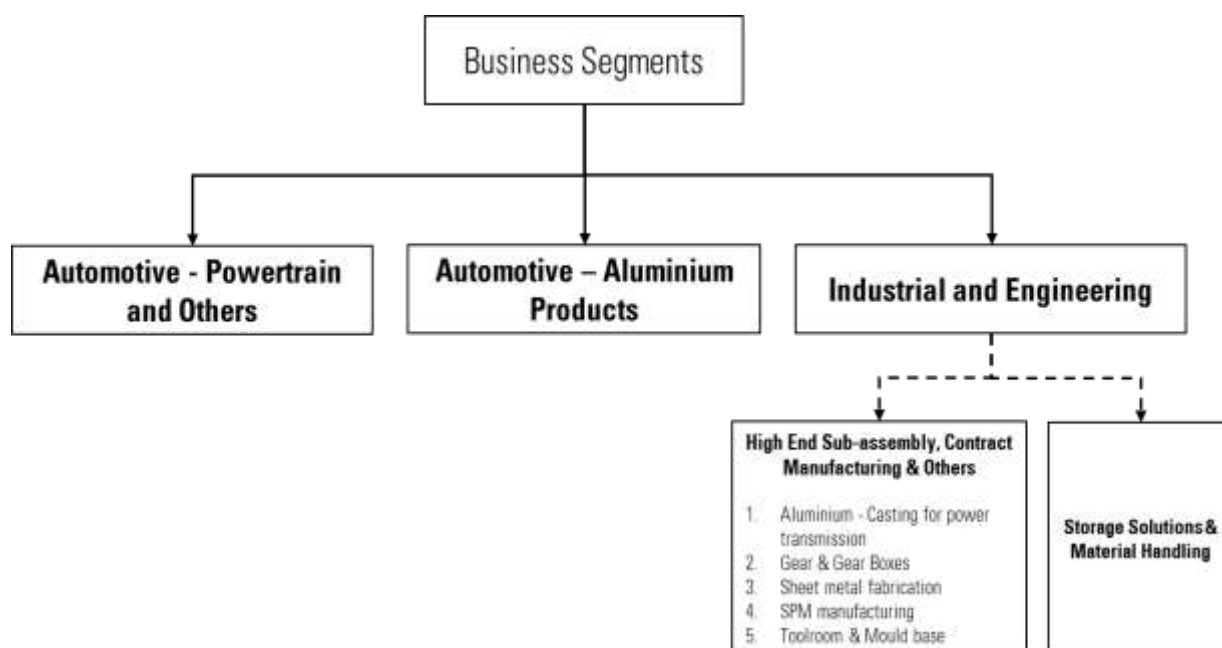 Business Segments
Automotive - Powertrain
and Others
Automotive – Aluminium
Products
Industrial and Engineering
High End Sub-assembly, Contract
Manufacturing & Others
1. Aluminium - Casting for power
transmission
2. Gear & Gear Boxes
3. Sheet metal fabrication
4. SPM manufacturing
5. Toolroom & Mould base
Storage Solutions &
Material Handling